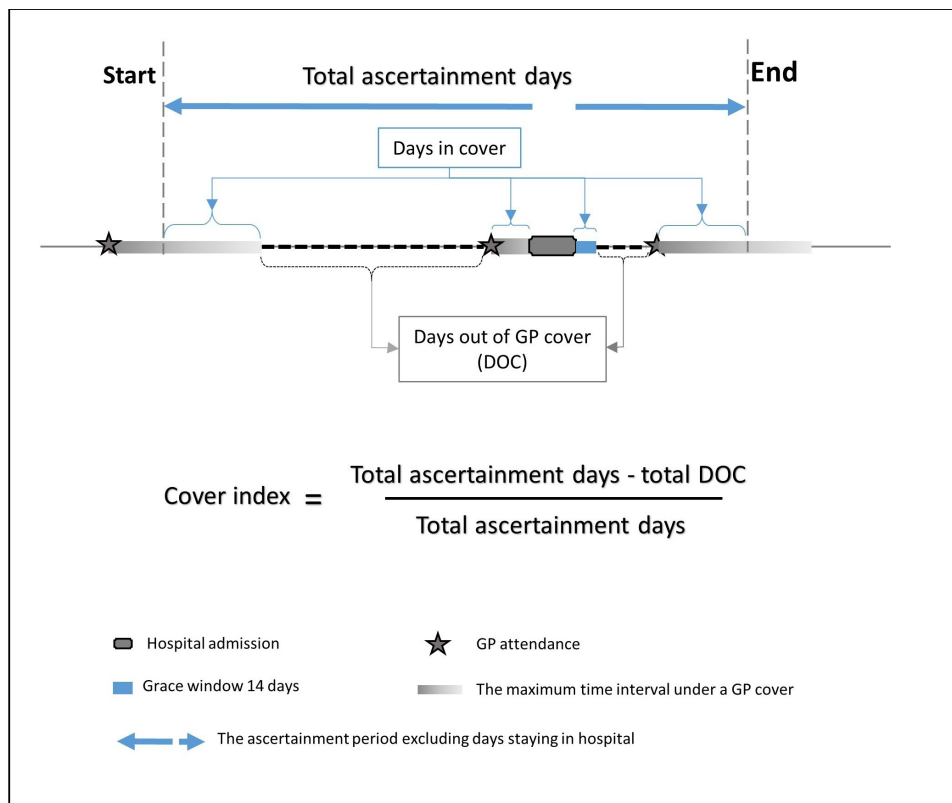 Start
Total ascertainment days
End
Days in cover
Days out of GP cover
(DOC)
Cover index = Total ascertainment days - total DOC
Total ascertainment days
Hospital admission
GP attendance
Grace window 14 days
The maximum time interval under a GP cover
The ascertainment period excluding days staying in hospital